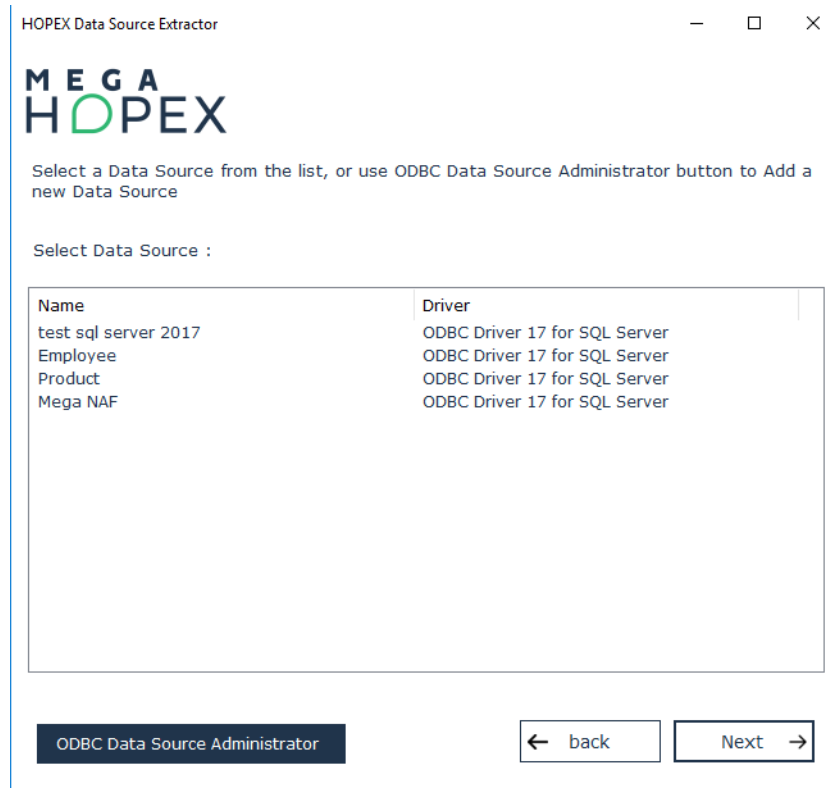 HOPEX Data Source Extractor
MEGA
HOPEX
Select a Data Source from the list, or use ODBC Data Source Administrator button to Add a
new Data Source
Select Data Source :
Name Driver
test sql server 2017 ODBC Driver 17 for SQL Server
Employee ODBC Driver 17 for SQL Server
Product ODBC Driver 17 for SQL Server
Mega NAF ODBC Driver 17 for SQL Server
ODBC Data Source Administrator ← back Next →